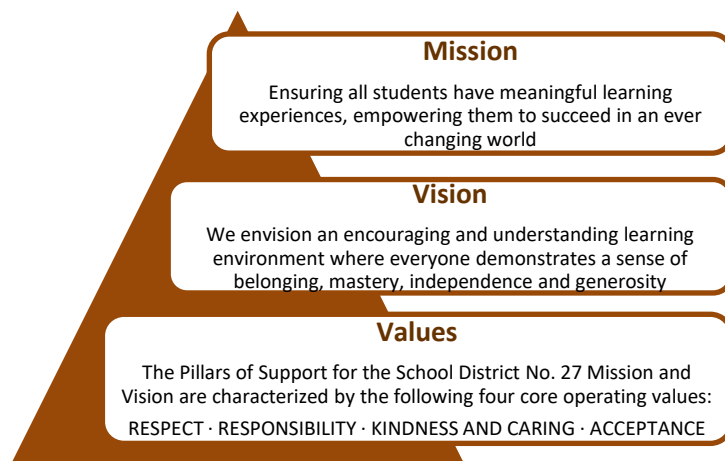 Mission
Ensuring all students have meaningful learning
experiences, empowering them to succeed in an ever
changing world
Vision
We envision an encouraging and understanding learning
environment where everyone demonstrates a sense of
belonging, mastery, independence and generosity
Values
The Pillars of Support for the School District No. 27 Mission and
Vision are characterized by the following four core operating values:
RESPECT · RESPONSIBILITY · KINDNESS AND CARING · ACCEPTANCE